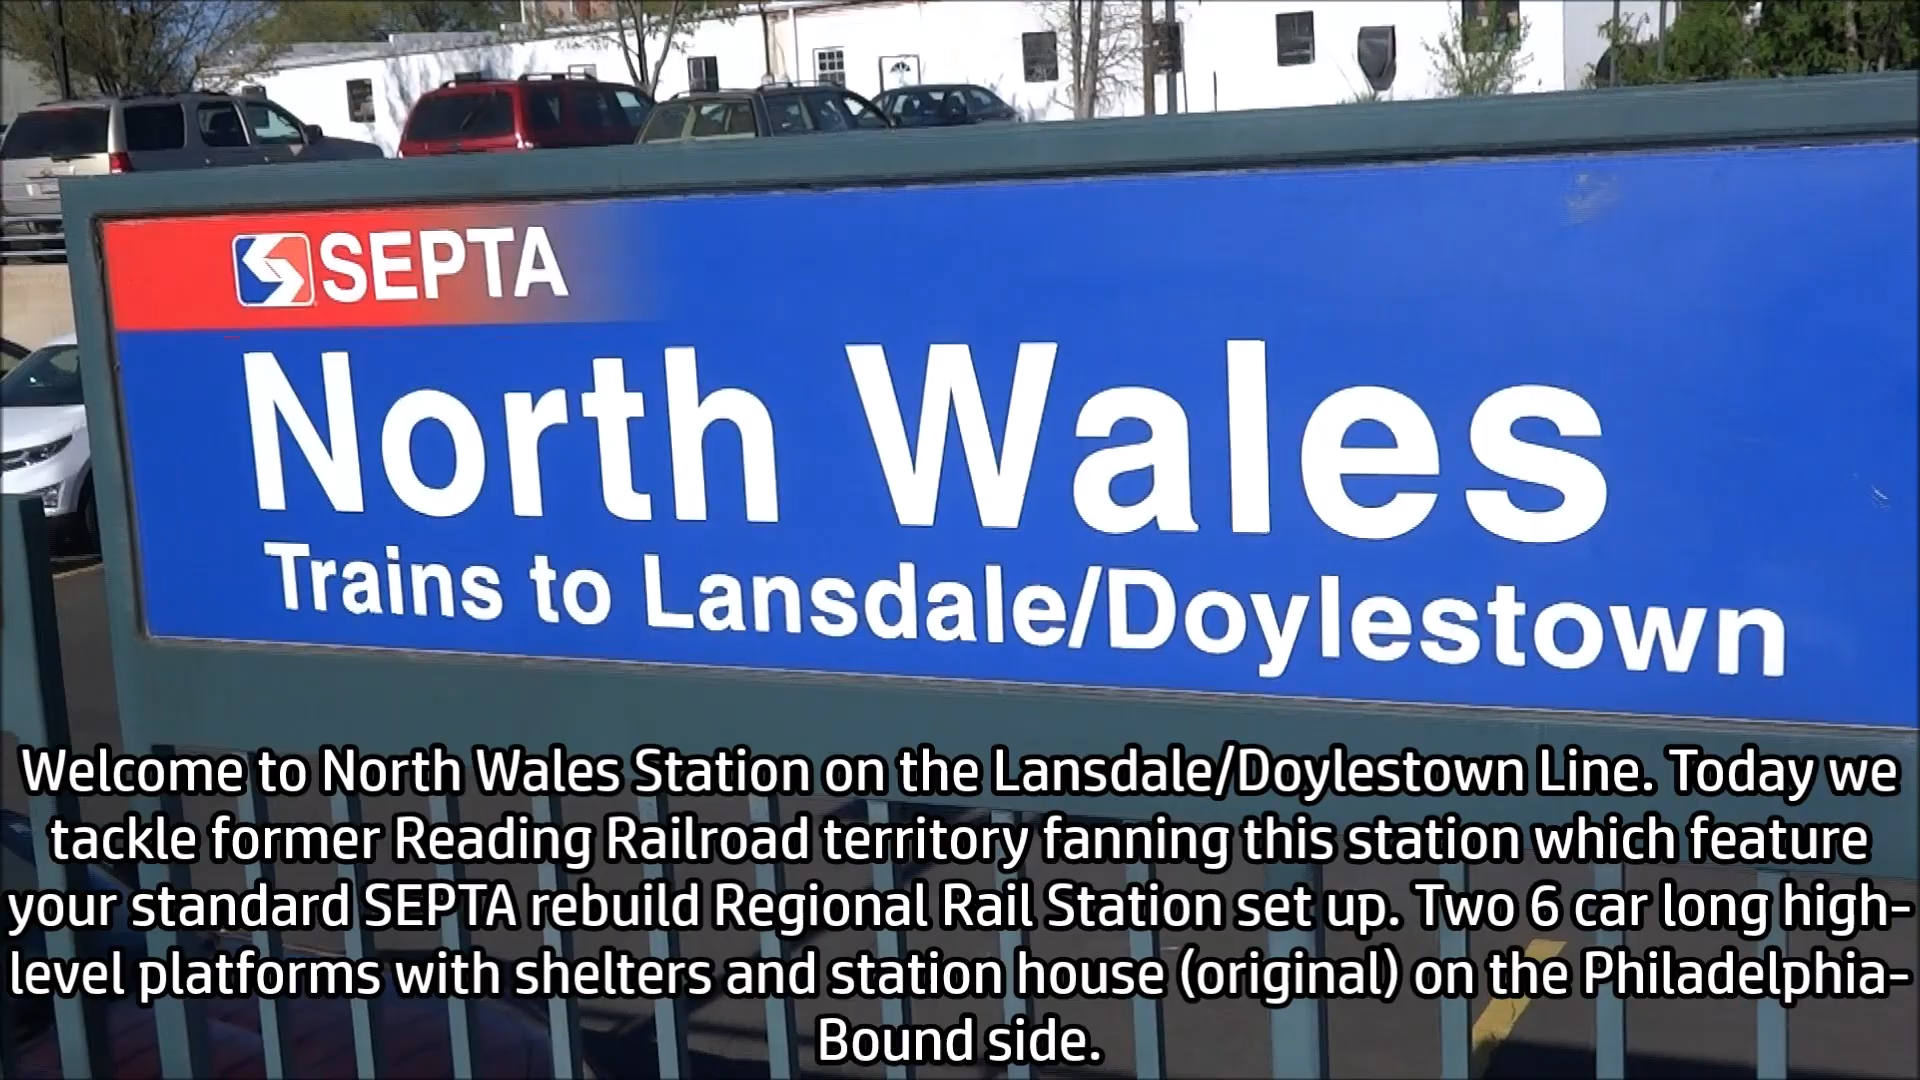 SEPTA
North Wales
Trains to Lansdale/Doylestown
Welcome to North Wales Station on the Lansdale/Doylestown Line. Today we
tackle former Reading Railroad territory fanning this station which feature
your standard SEPTA rebuild Regional Rail Station set up. Two 6 car long high-
level platforms with shelters and station house (original) on the Philadelphia-
Bound side.